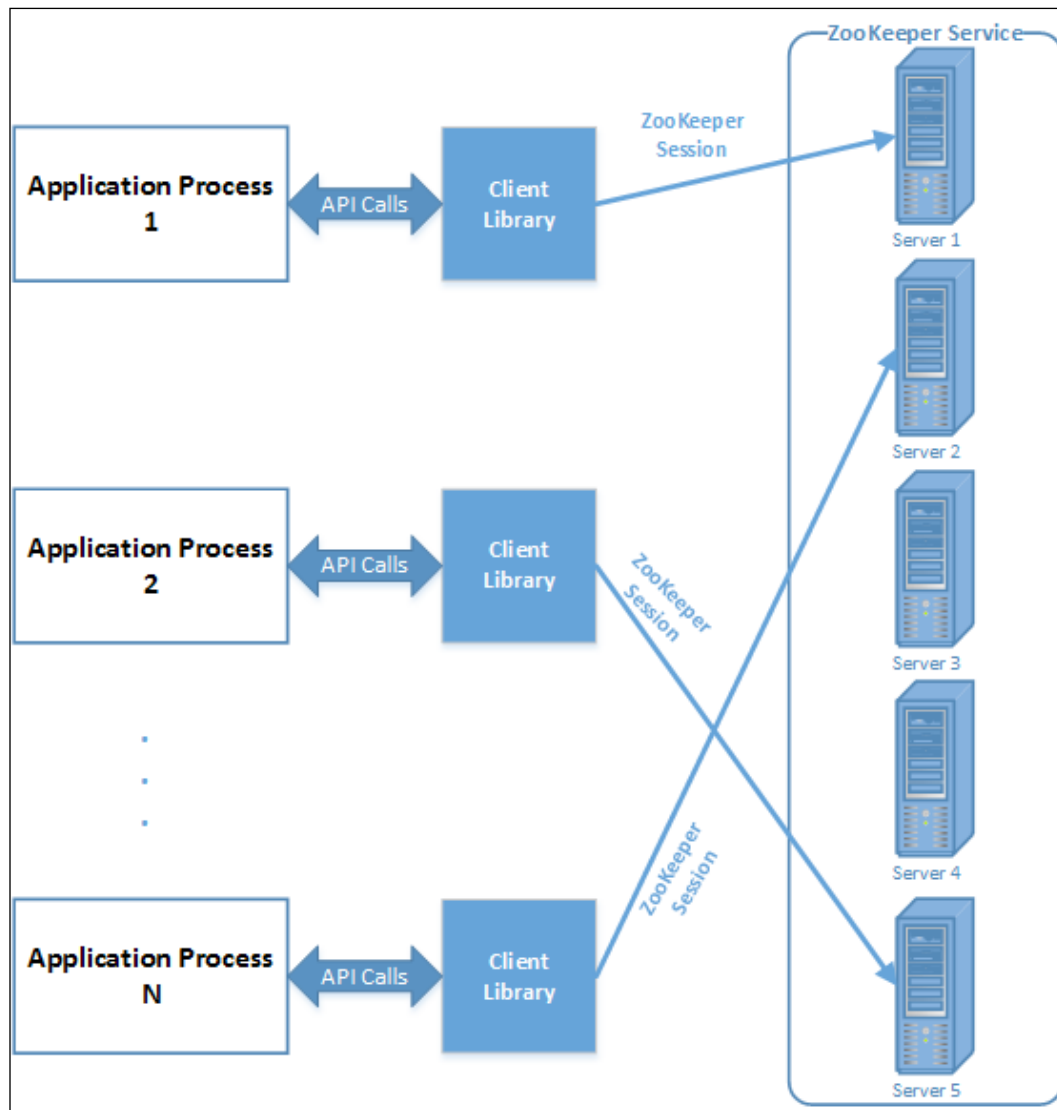 ZooKeeper Service
ZooKeeper
Session
Application Process
1
API Calls
Client
Library
Server 1
Server 2
Application Process
2
API Calls
Client
Library
ZooKeeper
Session
Server 3
.
.
.
Server 4
ZooKeeper
Session
Application Process
N
API Calls
Client
Library
Server 5